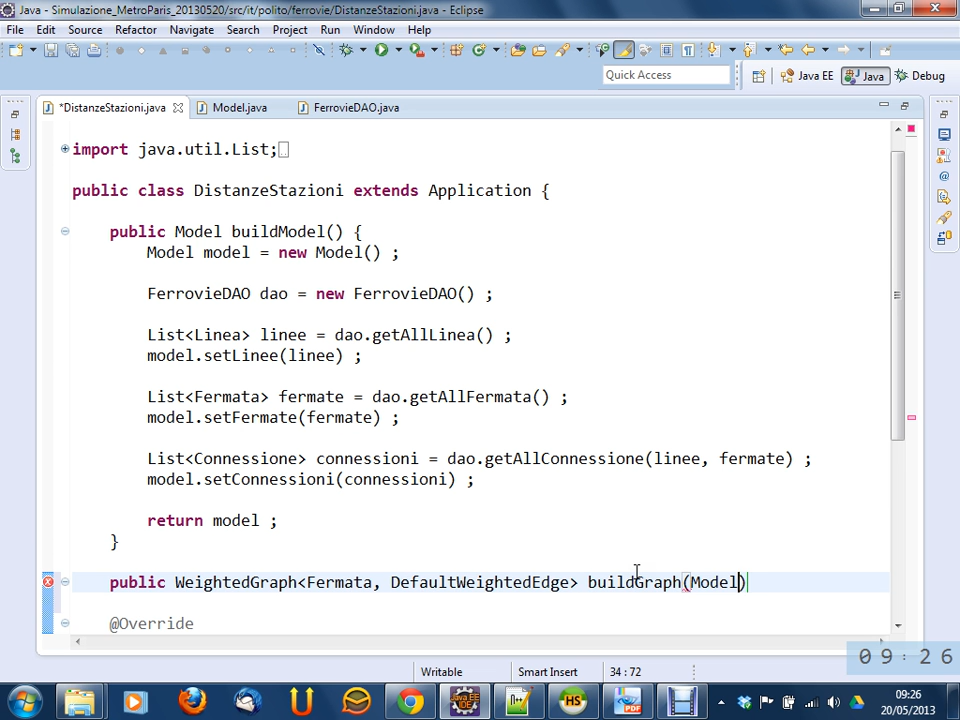 Java - Simulazione_MetroParis_20130520/src/it/polito/ferrovie/DistanzeStazioni.java - Eclipse
File Edit Source Refactor Navigate Search Project Run Window Help
Quick Access
Java EE Java Debug
*DistanzeStazioni.java Model.java FerrovieDAO.java
import java.util.List;
public class DistanzeStazioni extends Application {
public Model buildModel() {
Model model = new Model() ;
FerrovieDAO dao = new FerrovieDAO() ;
List<Linea> linee = dao.getAllLinea() ;
model.setLinee(linee) ;
List<Fermata> fermate = dao.getAllFermata() ;
model.setFermate(fermate) ;
List<Connessione> connessioni = dao.getAllConnessione(linee, fermate) ;
model.setConnessioni(connessioni) ;
return model ;
}
public WeightedGraph<Fermata, DefaultWeightedEdge> buildGraph(Model)
@Override
09:26
Writable Smart Insert 34 : 72
09:26
20/05/2013